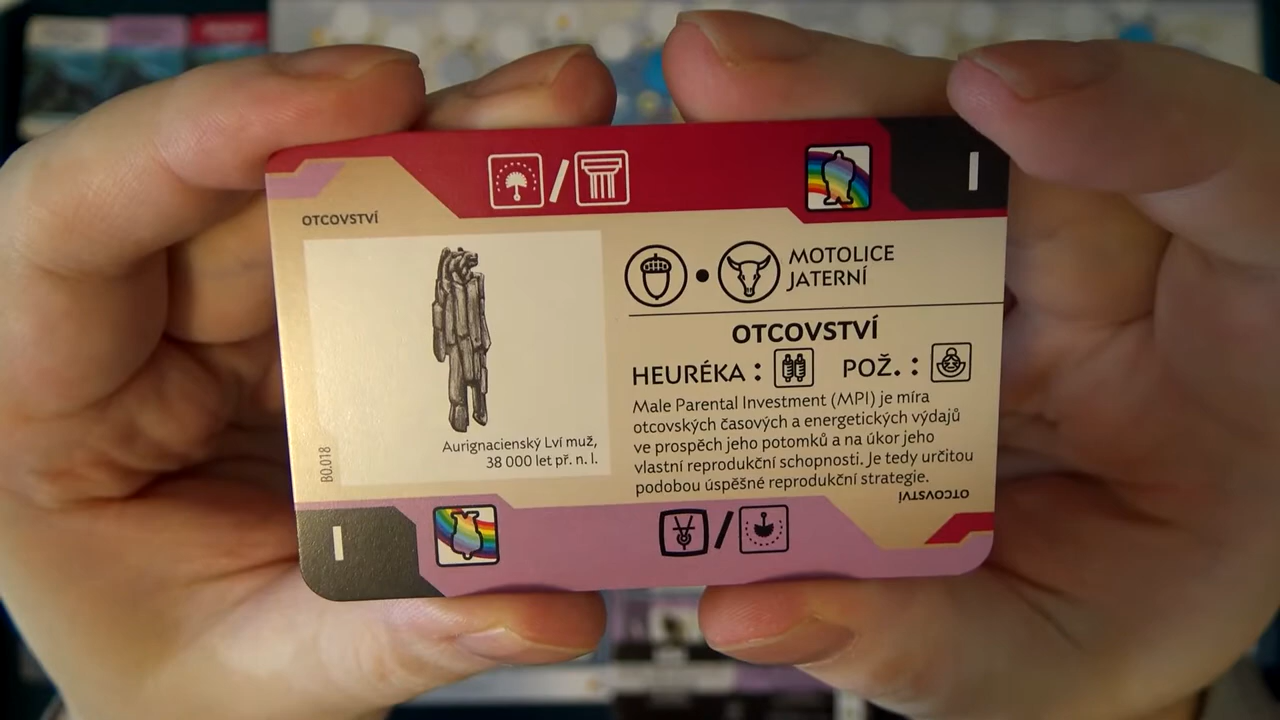 I
OTCOVSTVÍ
MOTOLICE
JATERNÍ
OTCOVSTVÍ
HEURÉKA : POŽ. :
Male Parental Investment (MPI) je míra
otcovských časových a energetických výdajů
ve prospěch jeho potomků a na úkor jeho
vlastní reprodukční schopnosti. Je tedy určitou
podobou úspěšné reprodukční strategie.
Aurignacienský Lví muž,
38 000 let př. n. l.
B0.018
OTCOVSTVÍ
I